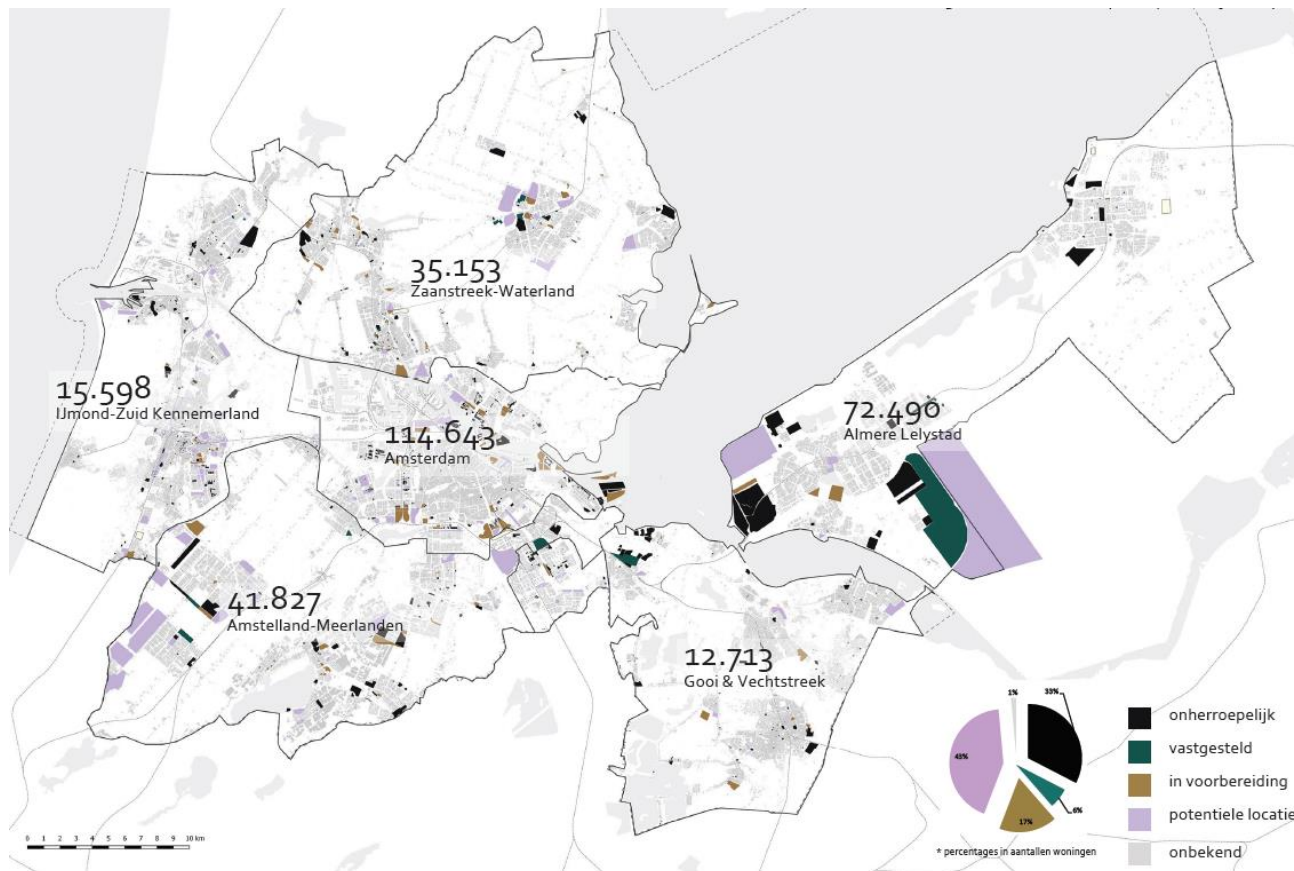 35.153
Zaanstreek-Waterland
15.598
IJmond-Zuid Kennemerland
114.643
Amsterdam
72.490
Almere Lelystad
41.827
Amstelland-Meerlanden
12.713
Gooi & Vechtstreek
1%
33%
43%
6%
17%
* percentages in aantallen woningen
onherroepelijk
vastgesteld
in voorbereiding
potentiele locatie
onbekend
0 1 2 3 4 5 6 7 8 9 10 km